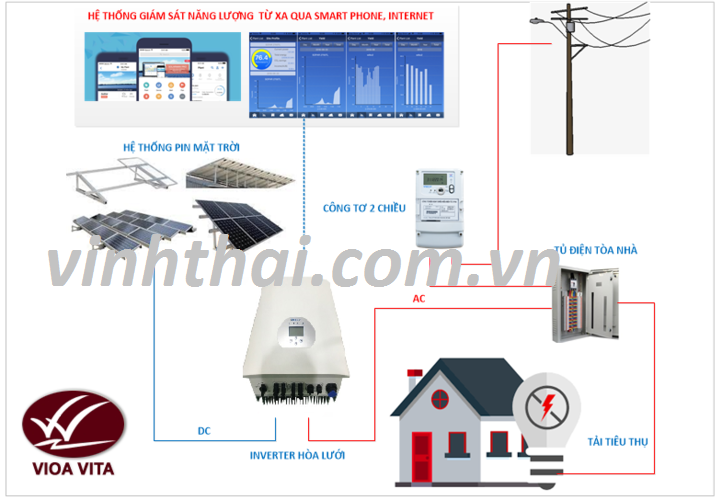 HỆ THỐNG GIÁM SÁT NĂNG LƯỢNG TỪ XA QUA SMART PHONE, INTERNET
HỆ THỐNG PIN MẶT TRỜI
CÔNG TƠ 2 CHIỀU
TỦ ĐIỆN TÒA NHÀ
vinhthai.com.vn
AC
DC
INVERTER HÒA LƯỚI
TẢI TIÊU THỤ
VIOA VITA